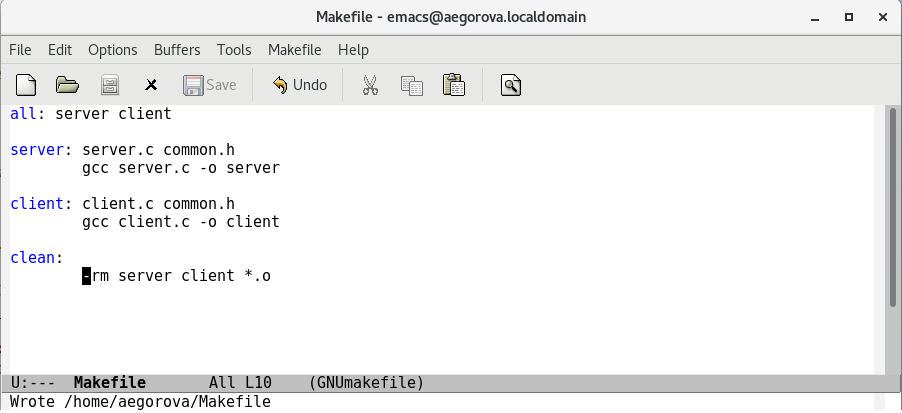 Makefile - emacs@aegorova.localdomain
File Edit Options Buffers Tools Makefile Help
Save Undo
all: server client
server: server.c common.h
        gcc server.c -o server
client: client.c common.h
        gcc client.c -o client
clean:
        -rm server client *.o
U:---  Makefile       All L10    (GNUmakefile)
Wrote /home/aegorova/Makefile